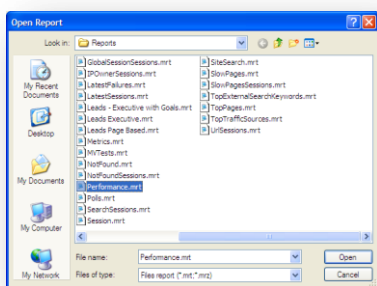 Open Report
Look in:
Reports
My Recent
Documents
Desktop
My Documents
My Computer
My Network
GlobalSessionSessions.mrt
IPOwnerSessions.mrt
LatestFailures.mrt
LatestSessions.mrt
Leads - Executive with Goals.mrt
Leads Executive.mrt
Leads Page Based.mrt
Metrics.mrt
MVTests.mrt
NotFound.mrt
NotFoundSessions.mrt
Performance.mrt
Polls.mrt
SearchSessions.mrt
Session.mrt
SiteSearch.mrt
SlowPages.mrt
SlowPagesSessions.mrt
TopExternalSearchKeywords.mrt
TopPages.mrt
TopTrafficSources.mrt
UrlSessions.mrt
File name:
Performance.mrt
Open
Files of type:
Files report (*.mrt;*.mrz)
Cancel